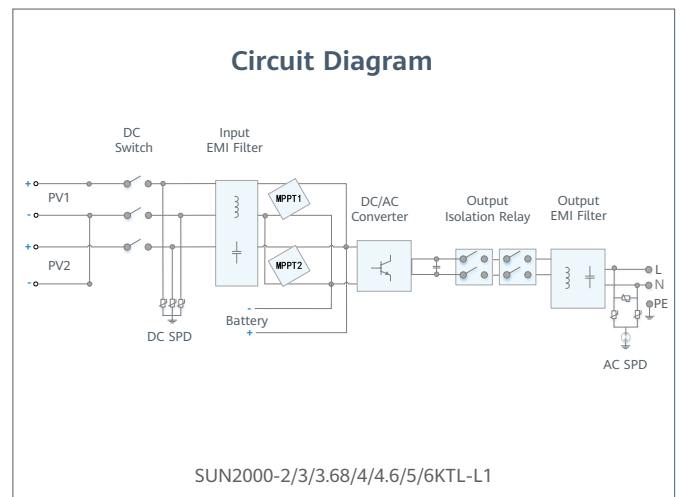 Circuit Diagram
DC
Switch
Input
EMI Filter
+
PV1
-
+
PV2
-
DC SPD
MPPT1
MPPT2
-
Battery
+
DC/AC
Converter
Output
Isolation Relay
Output
EMI Filter
L
N
PE
AC SPD
SUN2000-2/3/3.68/4/4.6/5/6KTL-L1